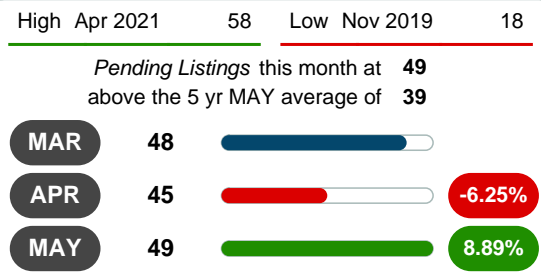 High Apr 2021 58 Low Nov 2019 18
Pending Listings this month at 49
above the 5 yr MAY average of 39
MAR 48
APR 45 -6.25%
MAY 49 8.89%